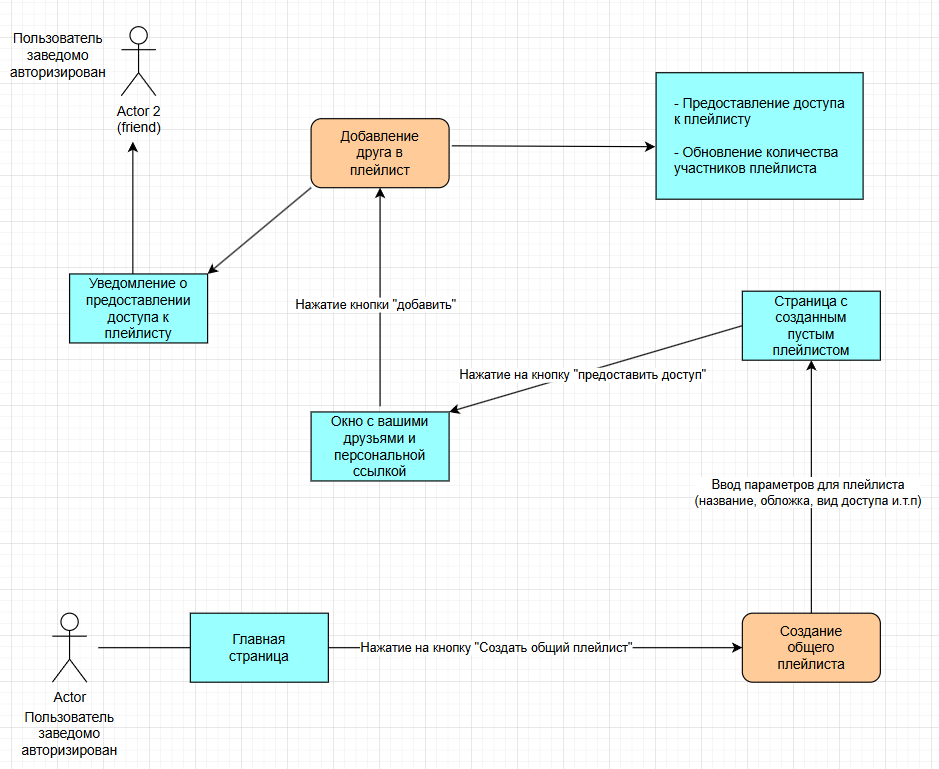 Пользователь
заведомо
авторизирован
Actor 2
(friend)
Добавление
друга в
плейлист
- Предоставление доступа
к плейлисту
- Обновление количества
участников плейлиста
Уведомление о
предоставлении
доступа к
плейлисту
Нажатие кнопки "добавить"
Страница с
созданным
пустым
плейлистом
Нажатие на кнопку "предоставить доступ"
Окно с вашими
друзьями и
персональной
ссылкой
Ввод параметров для плейлиста
(название, обложка, вид доступа и.т.п)
Главная
страница
Нажатие на кнопку "Создать общий плейлист"
Создание
общего
плейлиста
Actor
Пользователь
заведомо
авторизирован